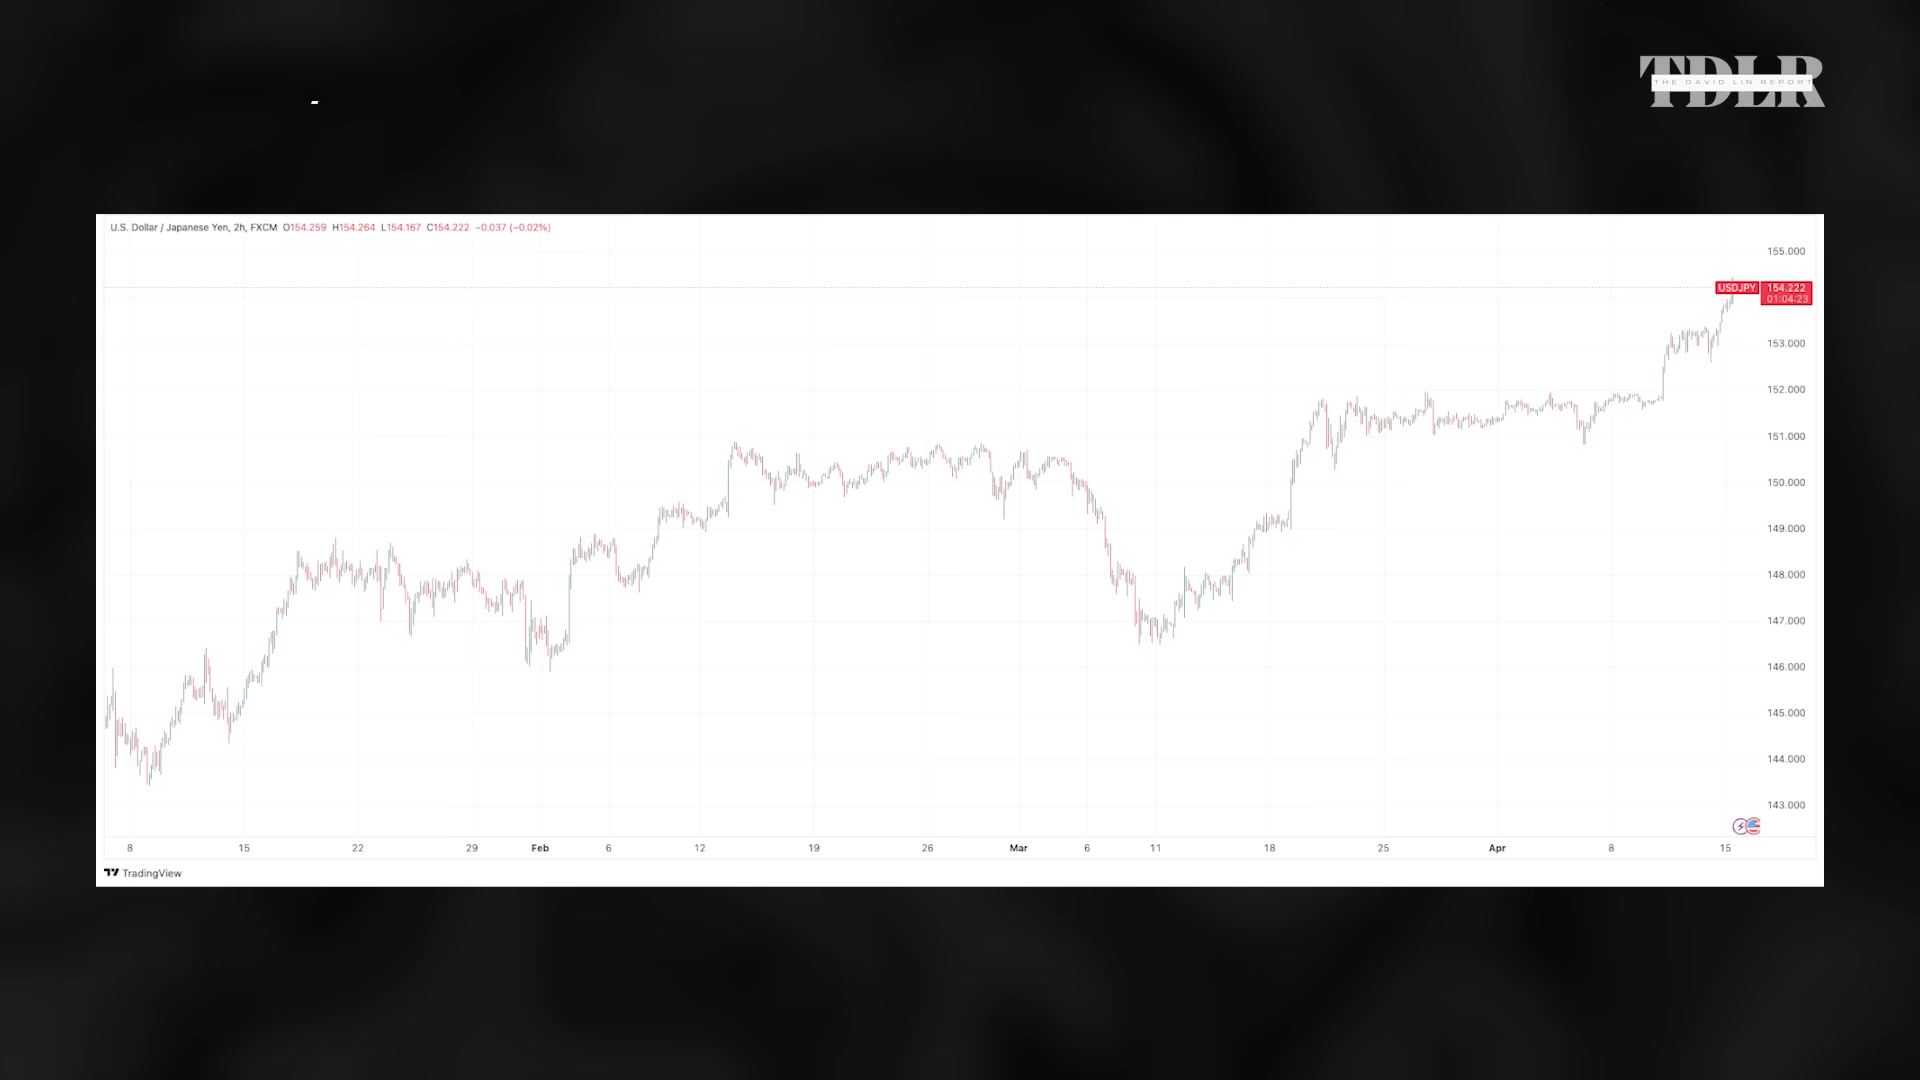 TDLR
THE DAVID LIN REPORT
U.S. Dollar / Japanese Yen, 2h, FXCM O154.259 H154.264 L154.167 C154.222 −0.037 (−0.02%)
155.000
USDJPY 154.222
01:04:23
153.000
152.000
151.000
150.000
149.000
148.000
147.000
146.000
145.000
144.000
143.000
8 15 22 29 Feb 6 12 19 26 Mar 6 11 18 25 Apr 8 15
TradingView